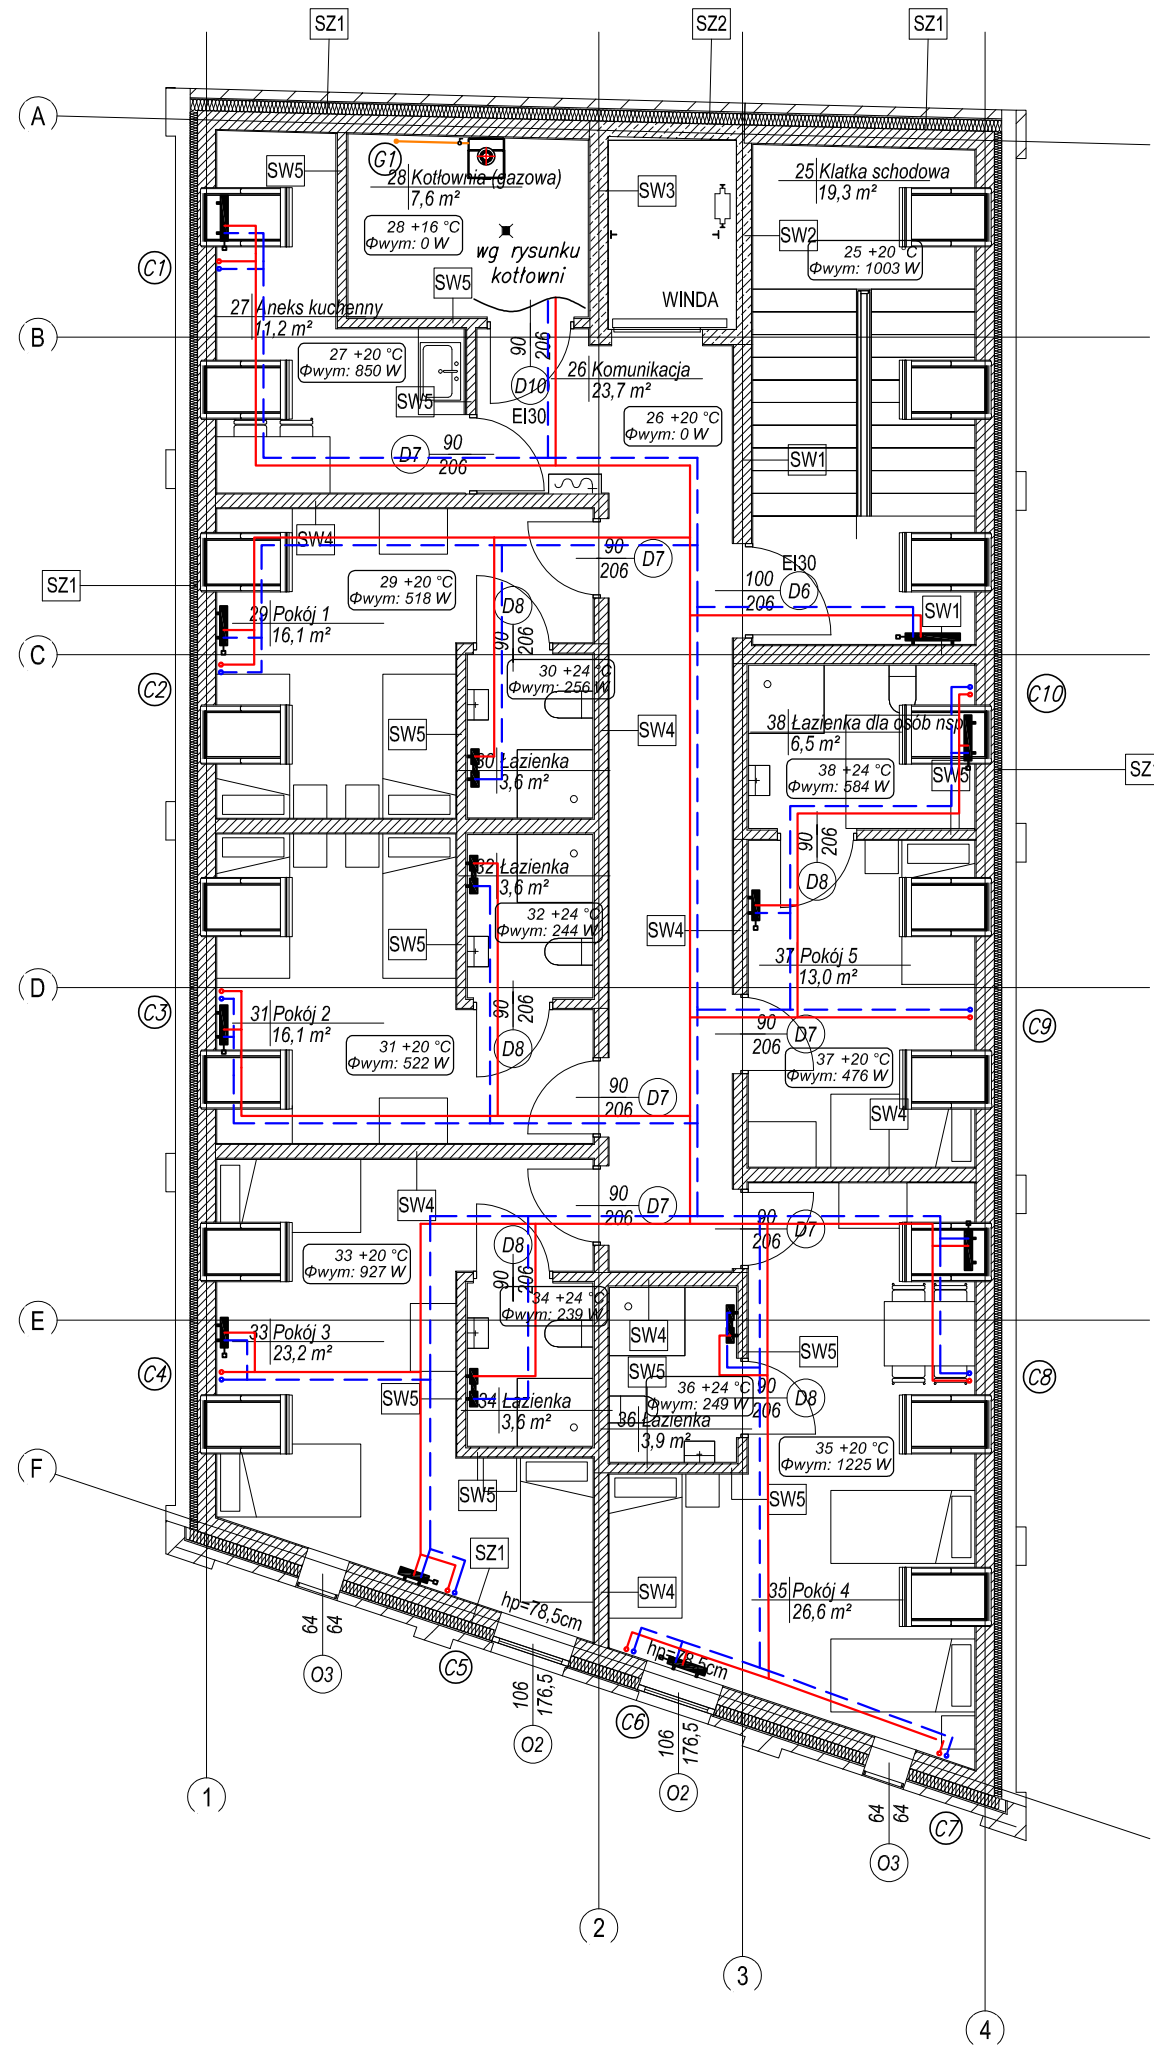 SZ1
SZ2
SZ1
A
G1
SW5
28 Kotłownia (gazowa)
7,6 m²
28 +16 °C
Φwym: 0 W
wg rysunku
kotłowni
SW3
25 Klatka schodowa
19,3 m²
SW2
25 +20 °C
Φwym: 1003 W
C1
SW5
WINDA
27 Aneks kuchenny
11,2 m²
B
27 +20 °C
Φwym: 850 W
90
206
D10
EI30
26 Komunikacja
23,7 m²
SW5
26 +20 °C
Φwym: 0 W
D7
90
206
SW1
SW4
90
206
D7
EI30
100
206
D6
SZ1
29 +20 °C
Φwym: 518 W
D8
90
206
SW1
29 Pokój 1
16,1 m²
C
C2
30 +24 °C
Φwym: 256 W
C10
SW5
SW4
38 Łazienka dla osób nsp
6,5 m²
30 Łazienka
3,6 m²
38 +24 °C
Φwym: 584 W
SW5
SZ1
90
206
D8
32 Łazienka
3,6 m²
32 +24 °C
Φwym: 244 W
SW5
SW4
37 Pokój 5
13,0 m²
D
C3
31 Pokój 2
16,1 m²
90
206
D8
C9
90
206
D7
31 +20 °C
Φwym: 522 W
37 +20 °C
Φwym: 476 W
90
206
D7
SW4
SW4
90
206
D7
90
206
D7
33 +20 °C
Φwym: 927 W
D8
90
206
34 +24 °C
Φwym: 239 W
E
33 Pokój 3
23,2 m²
SW4
SW5
C4
SW5
SW5
C8
34 Łazienka
3,6 m²
36 +24 °C
Φwym: 249 W
90
206
D8
36 Łazienka
3,9 m²
35 +20 °C
Φwym: 1225 W
F
SW5
SW5
SZ1
SW4
35 Pokój 4
26,6 m²
hp=78,5cm
hp=78,5cm
64
64
O3
C5
106
176,5
O2
C6
106
176,5
O2
64
64
O3
C7
1
2
3
4